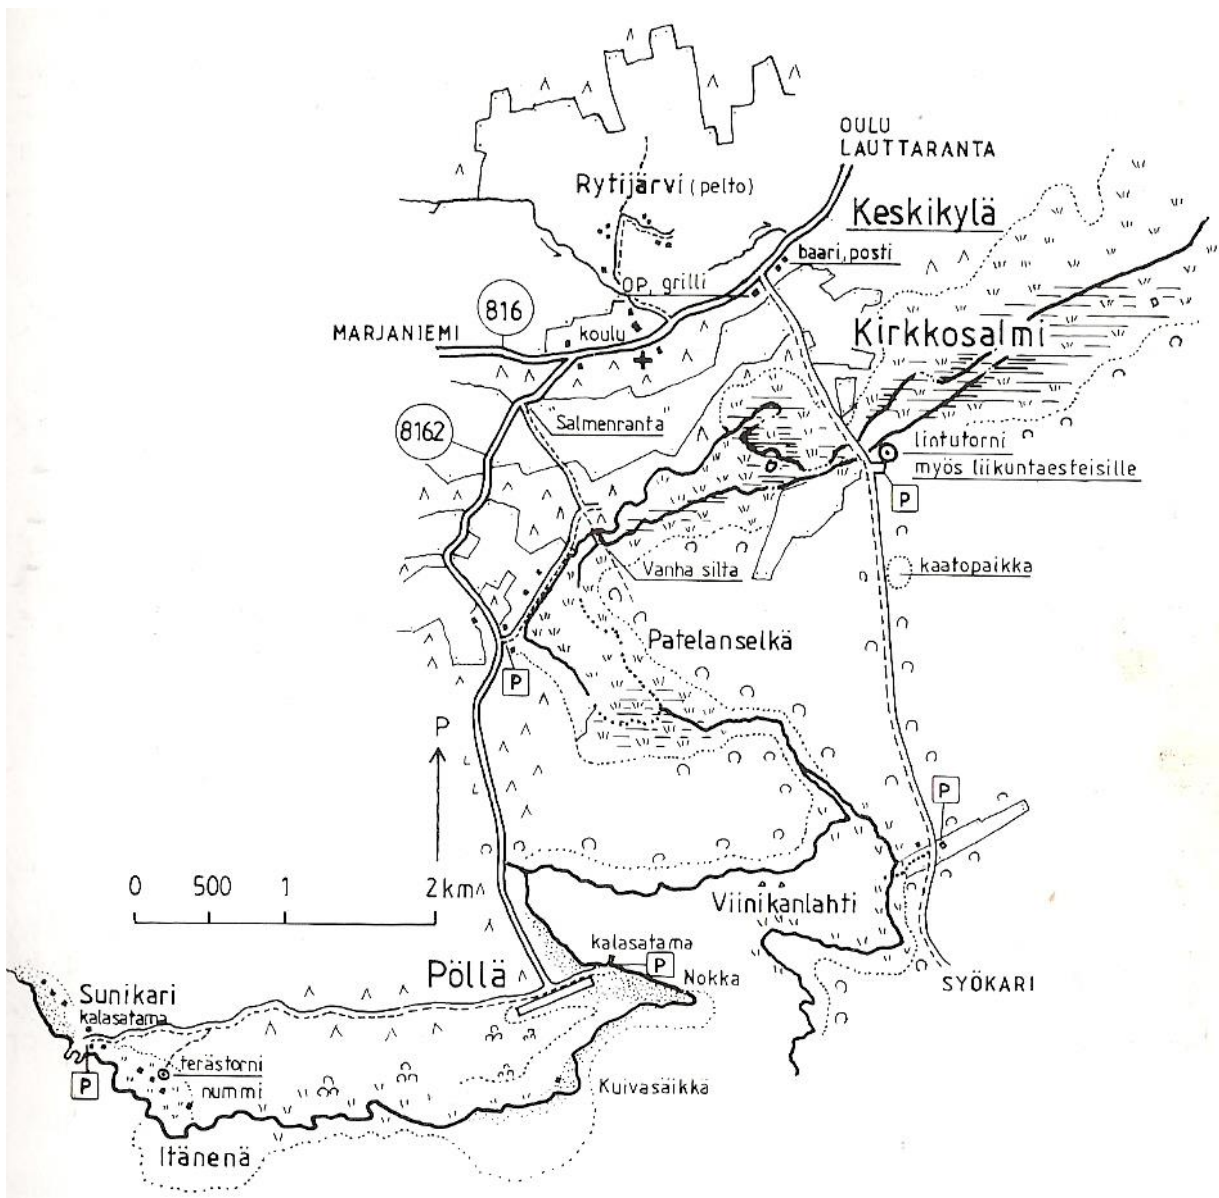 OULU
LAUTTARANTA
Rytijärvi (pelto)
Keskikylä
baari, posti
OP, grilli
816
MARJANIEMI
koulu
Kirkkosalmi
"Salmenranta"
8162
lintutorni
myös liikuntaesteisille
P
Vanha silta
kaatopaikka
Patelanselkä
P
P
P
0 500 1 2 km
Viinikanlahti
kalasatama
P
Pöllä
Nokka
SYÖKARI
Sunikari
kalasatama
P
terästorni
nummi
Kuivasäikkä
Itänenä